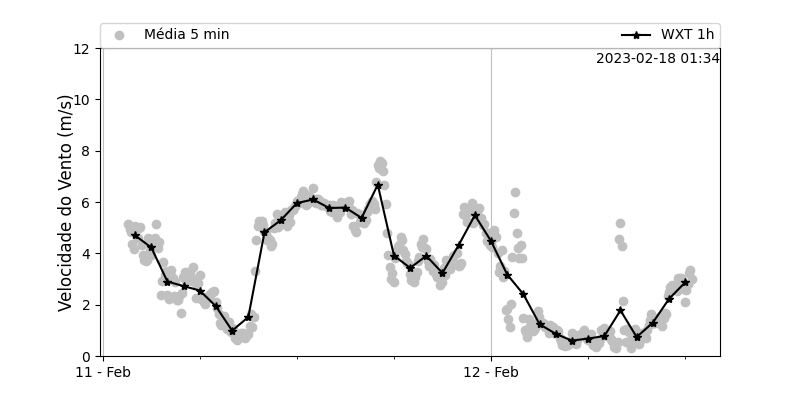 Média 5 min
WXT 1h
2023-02-18 01:34
Velocidade do Vento (m/s)
12
10
8
6
4
2
0
11 - Feb
12 - Feb